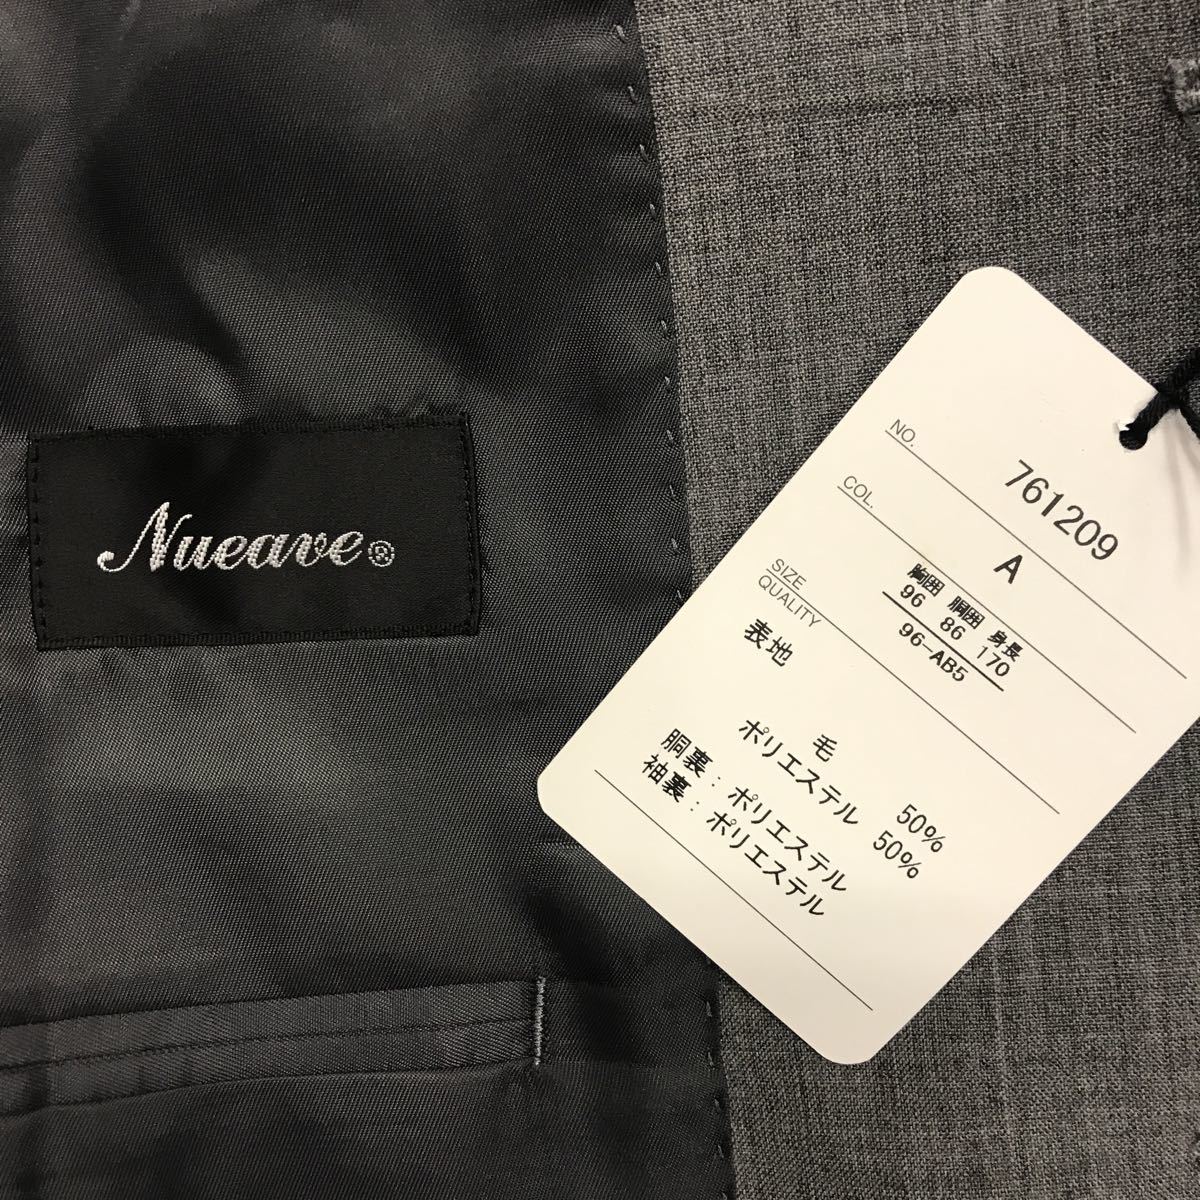 Nueave®
NO. 761209
COL. A
SIZE 胸囲 胴囲 身長
96 86 170
96-AB5
QUALITY
表地
毛 50%
ポリエステル 50%
胴裏:ポリエステル
袖裏:ポリエステル